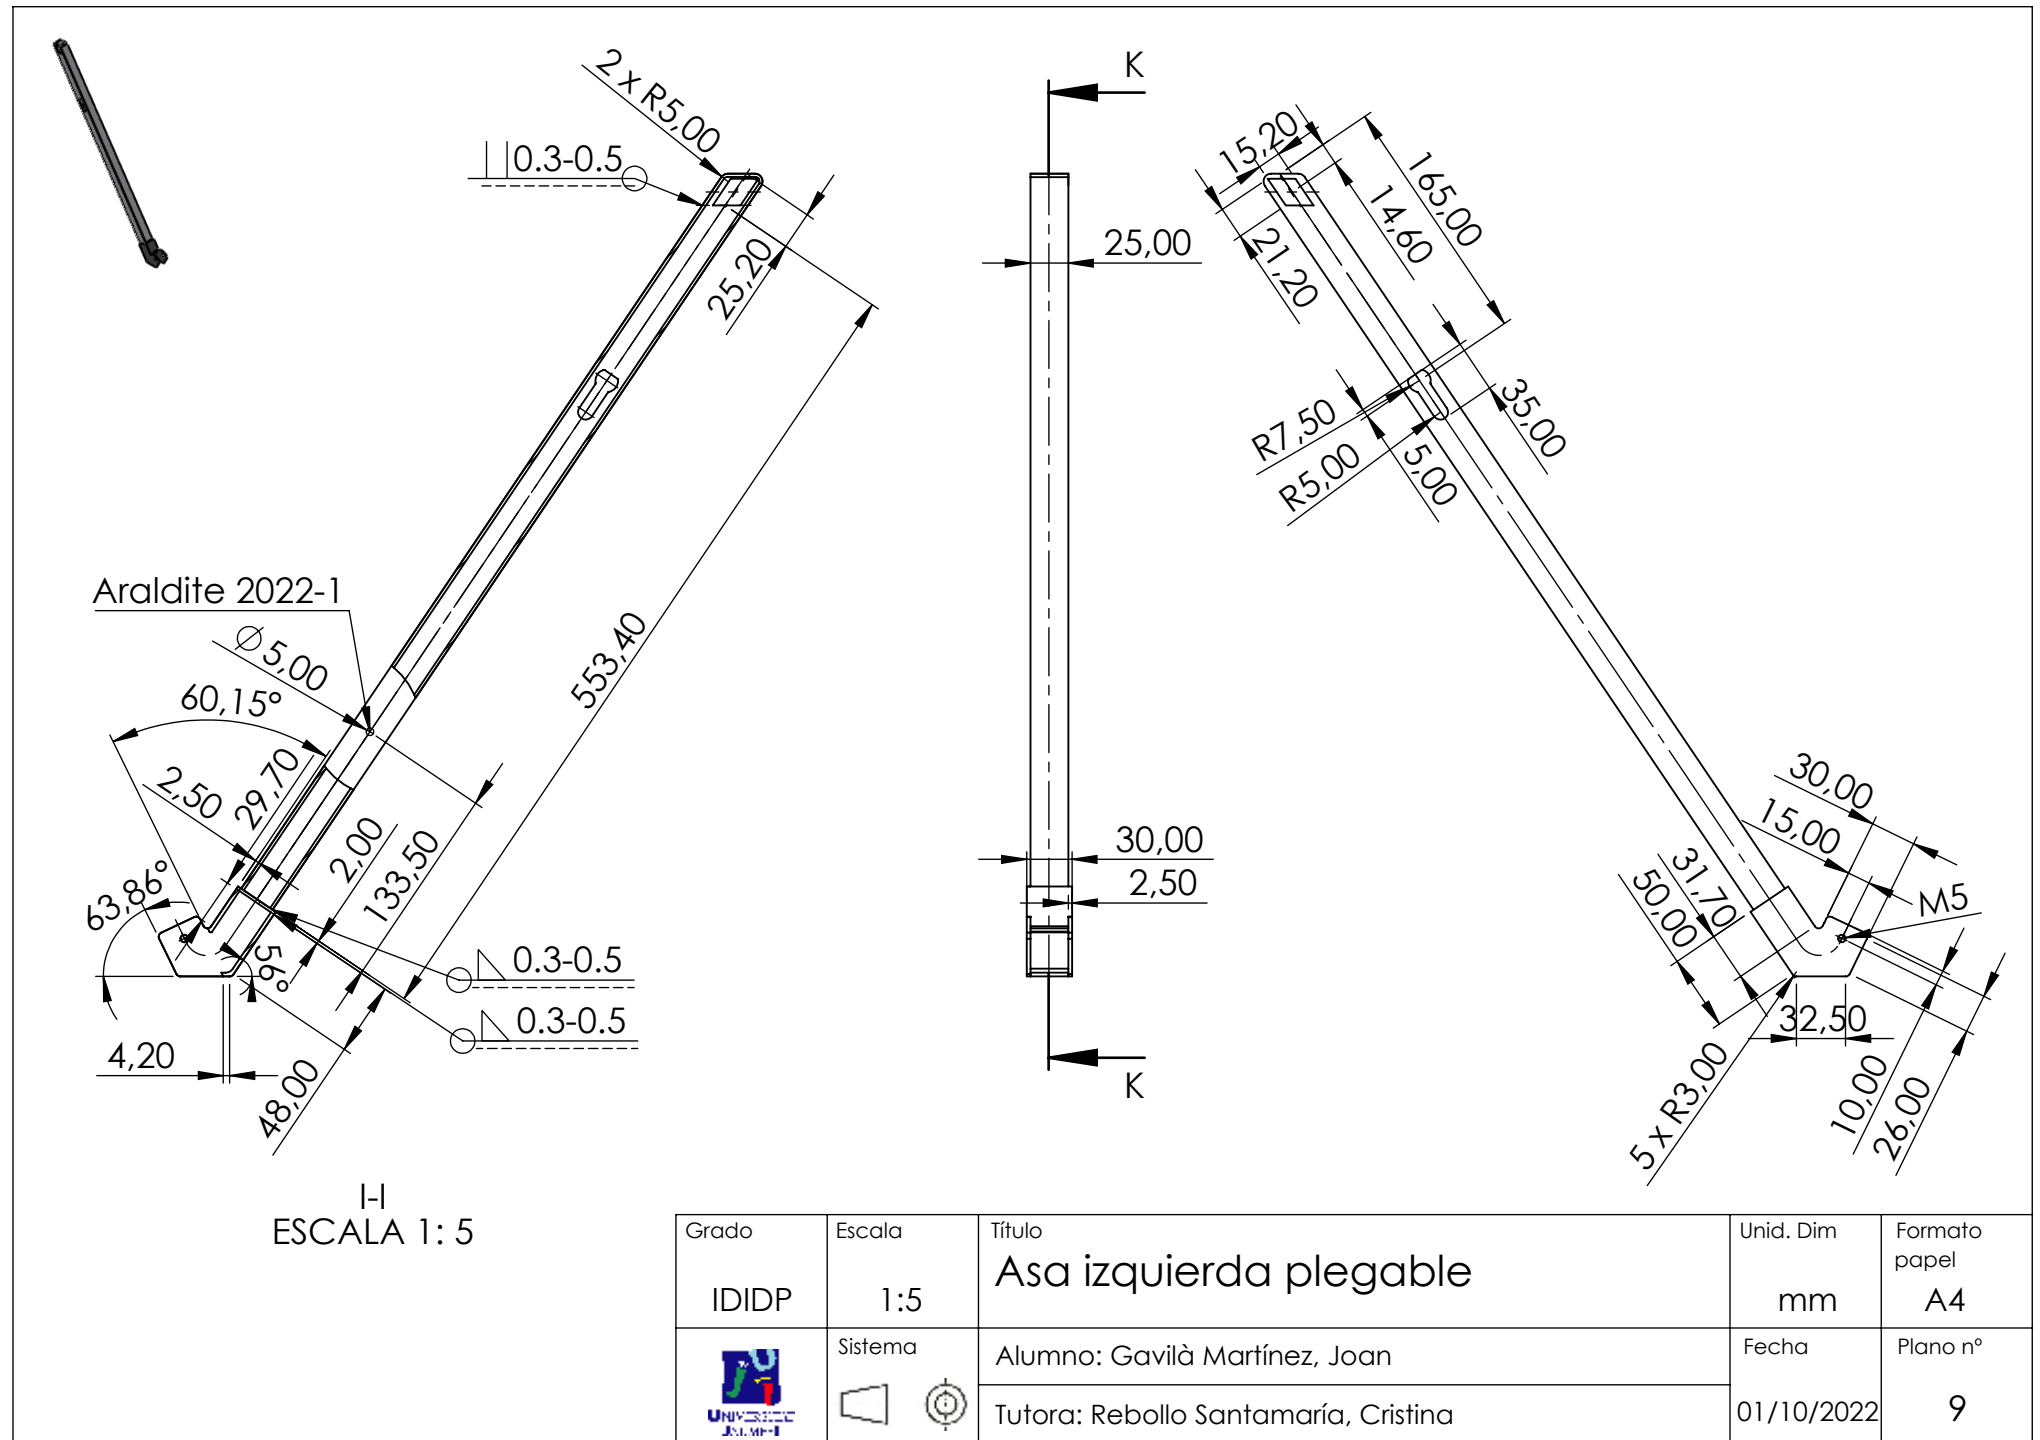 2 x R5,00
0.3-0.5
25,20
553,40
Araldite 2022-1
⌀ 5,00
60,15°
2,50
29,70
2,00
133,50
63,86°
56°
0.3-0.5
0.3-0.5
4,20
48,00
I-I
ESCALA 1: 5
K
25,00
30,00
2,50
K
15,20
165,00
14,60
21,20
35,00
R7,50
R5,00
5,00
30,00
15,00
31,70
50,00
M5
32,50
5 x R3,00
10,00
26,00
Grado
IDIDP
Escala
1:5
Título
Asa izquierda plegable
Unid. Dim
mm
Formato
papel
A4
UNIVERSITAT
JAUME·I
Sistema
Alumno: Gavilà Martínez, Joan
Tutora: Rebollo Santamaría, Cristina
Fecha
01/10/2022
Plano nº
9